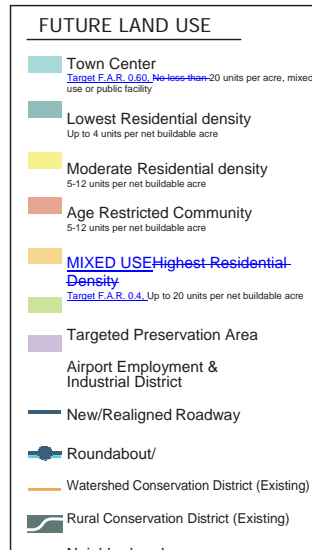 FUTURE LAND USE
Town Center
Target F.A.R. 0.60, No less than 20 units per acre, mixed
use or public facility
Lowest Residential density
Up to 4 units per net buildable acre
Moderate Residential density
5-12 units per net buildable acre
Age Restricted Community
5-12 units per net buildable acre
MIXED USEHighest Residential
Density
Target F.A.R. 0.4, Up to 20 units per net buildable acre
Targeted Preservation Area
Airport Employment &
Industrial District
New/Realigned Roadway
Roundabout/
Watershed Conservation District (Existing)
Rural Conservation District (Existing)